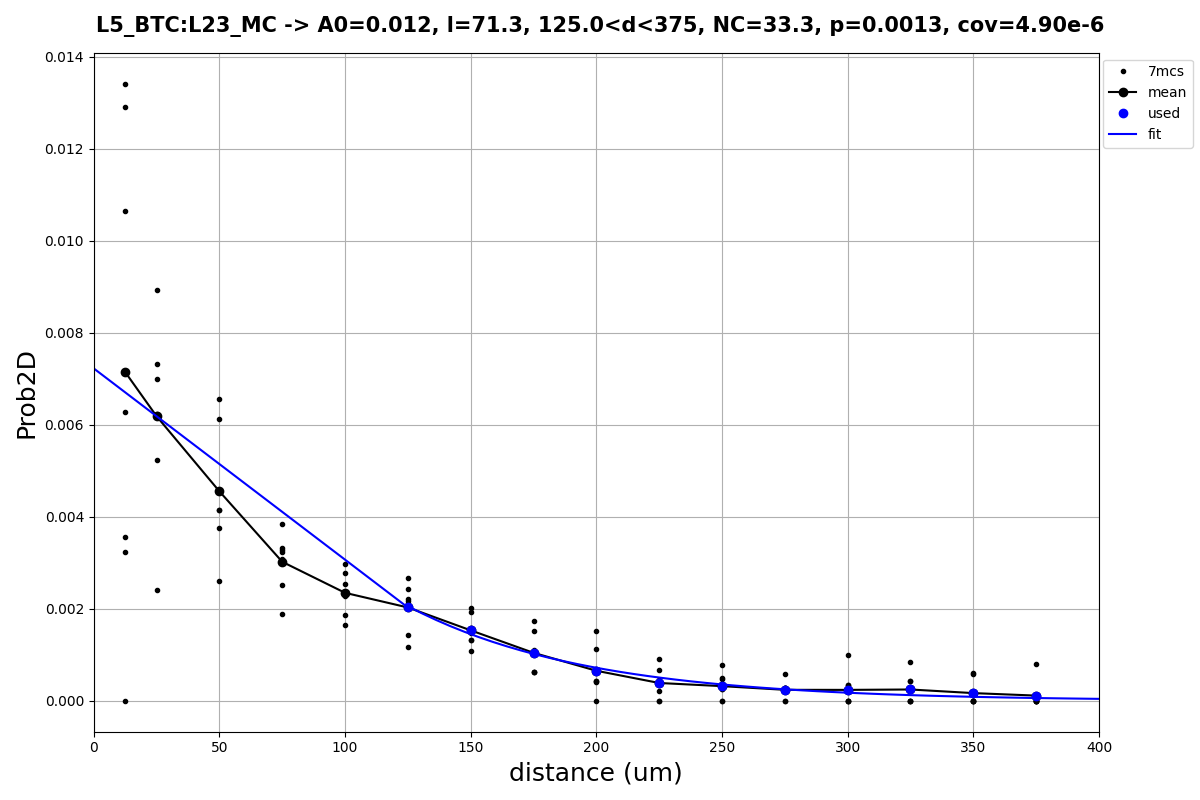 L5_BTC:L23_MC -> A0=0.012, l=71.3, 125.0<d<375, NC=33.3, p=0.0013, cov=4.90e-6
0.014
0.012
0.010
0.008
0.006
0.004
0.002
0.000
Prob2D
0 50 100 150 200 250 300 350 400
distance (um)
7mcs
mean
used
fit